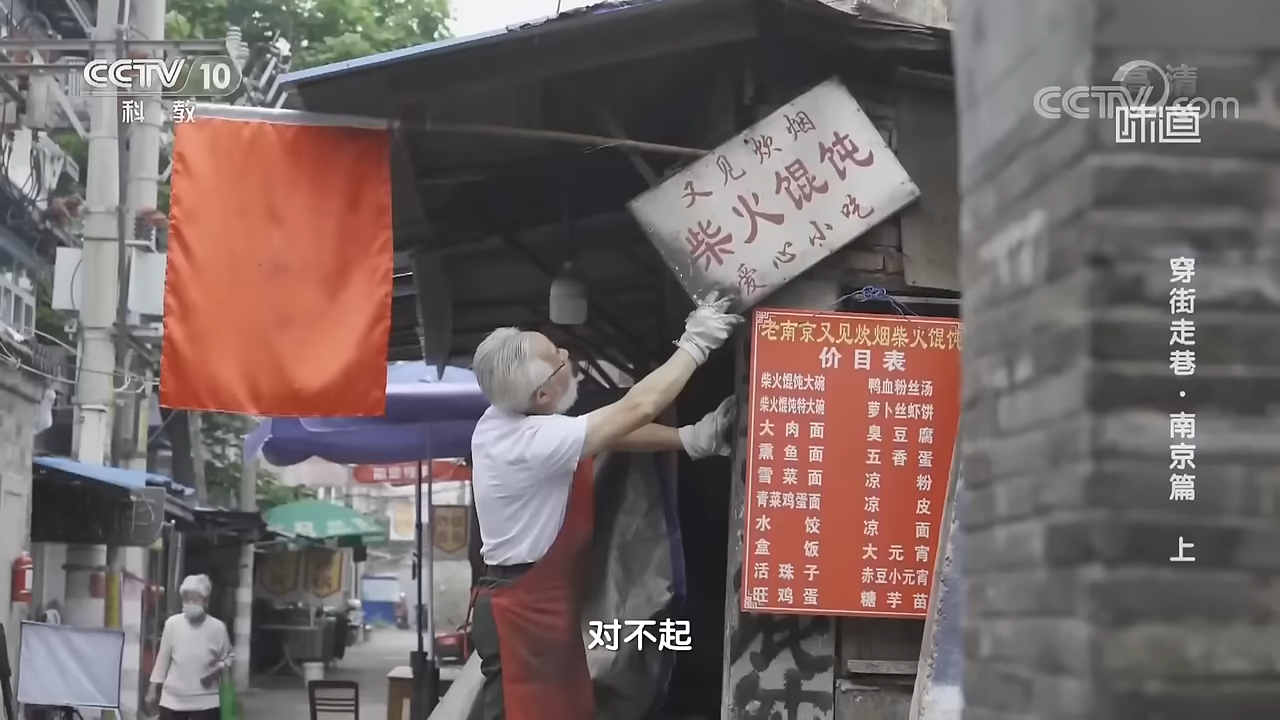 CCTV 10
科教
高清
CCTV.com
味道
又见炊烟
柴火馄饨
爱心小吃
老南京又见炊烟柴火馄饨
价目表
柴火馄饨大碗
柴火馄饨特大碗
大肉面
熏鱼面
雪菜面
青菜鸡蛋面
水饺
盒饭
活珠子
旺鸡蛋
鸭血粉丝汤
萝卜丝虾饼
臭豆腐
五香蛋
凉粉
凉皮
凉面
大元宵
赤豆小元宵
糖芋苗
穿街走巷·南京篇 上
对不起